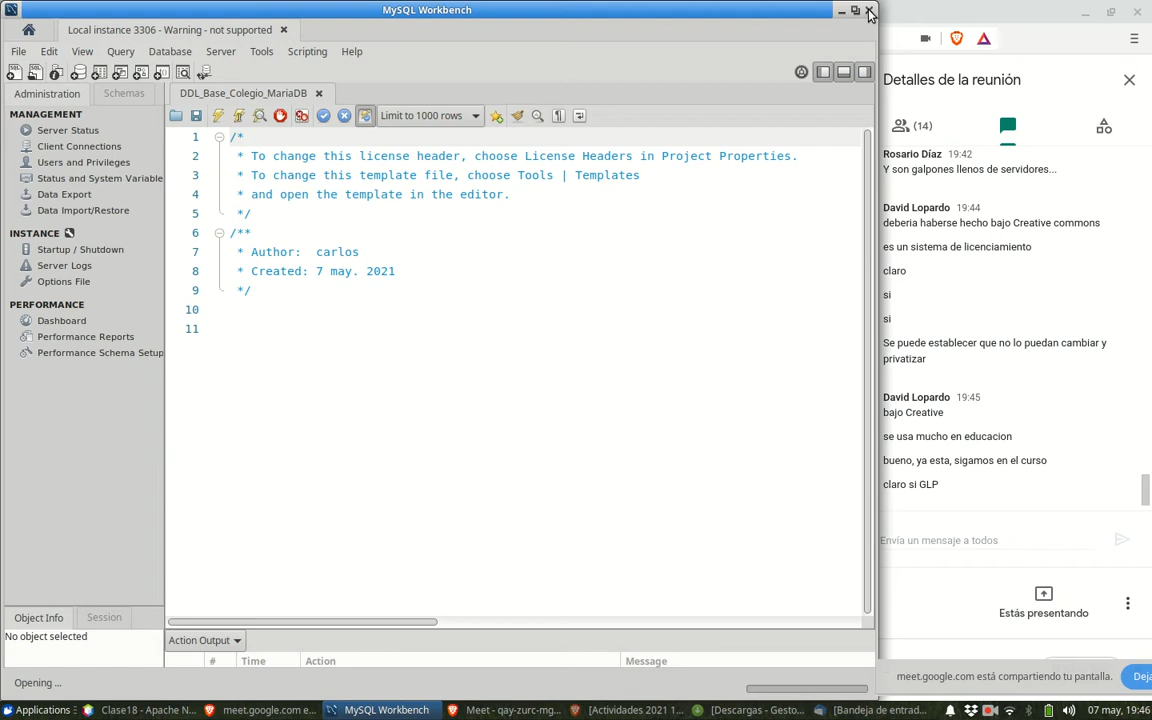 MySQL Workbench
Local instance 3306 - Warning - not supported
File Edit View Query Database Server Tools Scripting Help
Administration Schemas
DDL_Base_Colegio_MariaDB
MANAGEMENT
Server Status
Client Connections
Users and Privileges
Status and System Variable
Data Export
Data Import/Restore
INSTANCE
Startup / Shutdown
Server Logs
Options File
PERFORMANCE
Dashboard
Performance Reports
Performance Schema Setup
Object Info Session
No object selected
Limit to 1000 rows
1 /*
2 * To change this license header, choose License Headers in Project Properties.
3 * To change this template file, choose Tools | Templates
4 * and open the template in the editor.
5 */
6 /**
7 * Author:  carlos
8 * Created: 7 may. 2021
9 */
10
11
Action Output
# Time Action Message
Opening ...
Detalles de la reunión
(14)
Rosario Díaz 19:42
Y son galpones llenos de servidores...
David Lopardo 19:44
deberia haberse hecho bajo Creative commons
es un sistema de licenciamiento
claro
si
si
Se puede establecer que no lo puedan cambiar y
privatizar
David Lopardo 19:45
bajo Creative
se usa mucho en educacion
bueno, ya esta, sigamos en el curso
claro si GLP
Envía un mensaje a todos
Estás presentando
meet.google.com está compartiendo tu pantalla.
Deja
Applications Clase18 - Apache N... meet.google.com e... MySQL Workbench Meet - qay-zurc-mg... [Actividades 2021 1... [Descargas - Gesto... [Bandeja de entrad... 07 may, 19:46